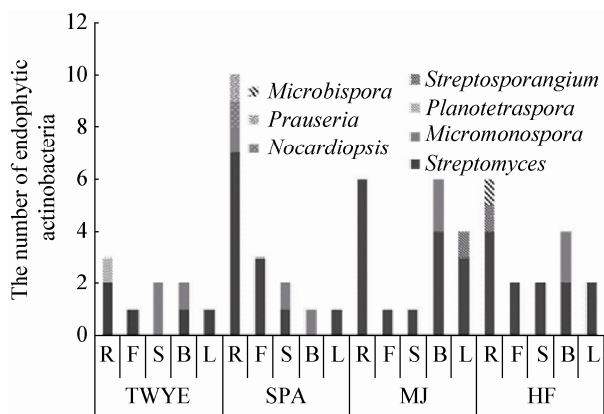 The number of endophytic
actinobacteria
12
10
8
6
4
2
0
Microbispora
Prauseria
Nocardiopsis
Streptosporangium
Planotetraspora
Micromonospora
Streptomyces
R F S B L R F S B L R F S B L R F S B L
TWYE SPA MJ HF